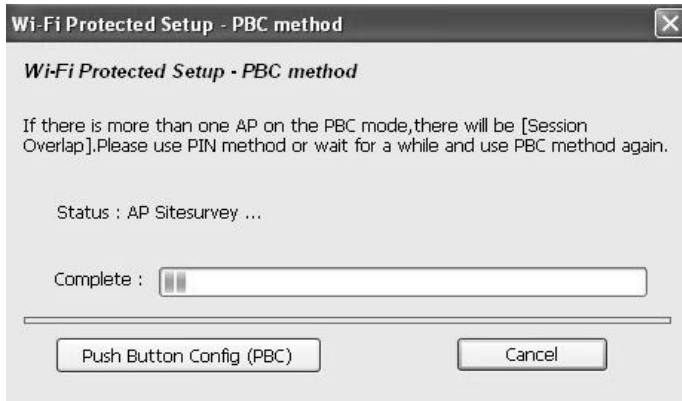 Wi-Fi Protected Setup - PBC method
Wi-Fi Protected Setup - PBC method
If there is more than one AP on the PBC mode,there will be [Session
Overlap].Please use PIN method or wait for a while and use PBC method again.
Status : AP Sitesurvey ...
Complete :
Push Button Config (PBC)
Cancel